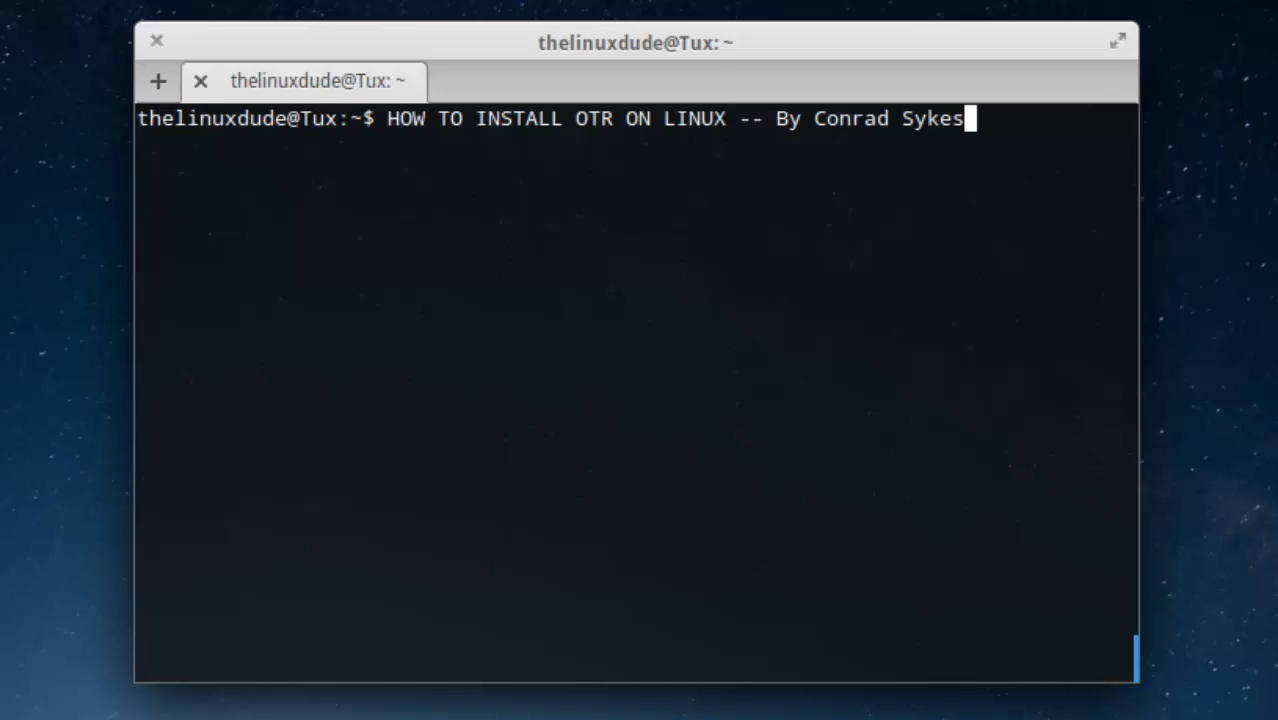 thelinuxdude@Tux: ~
thelinuxdude@Tux: ~
thelinuxdude@Tux:~$ HOW TO INSTALL OTR ON LINUX -- By Conrad Sykes